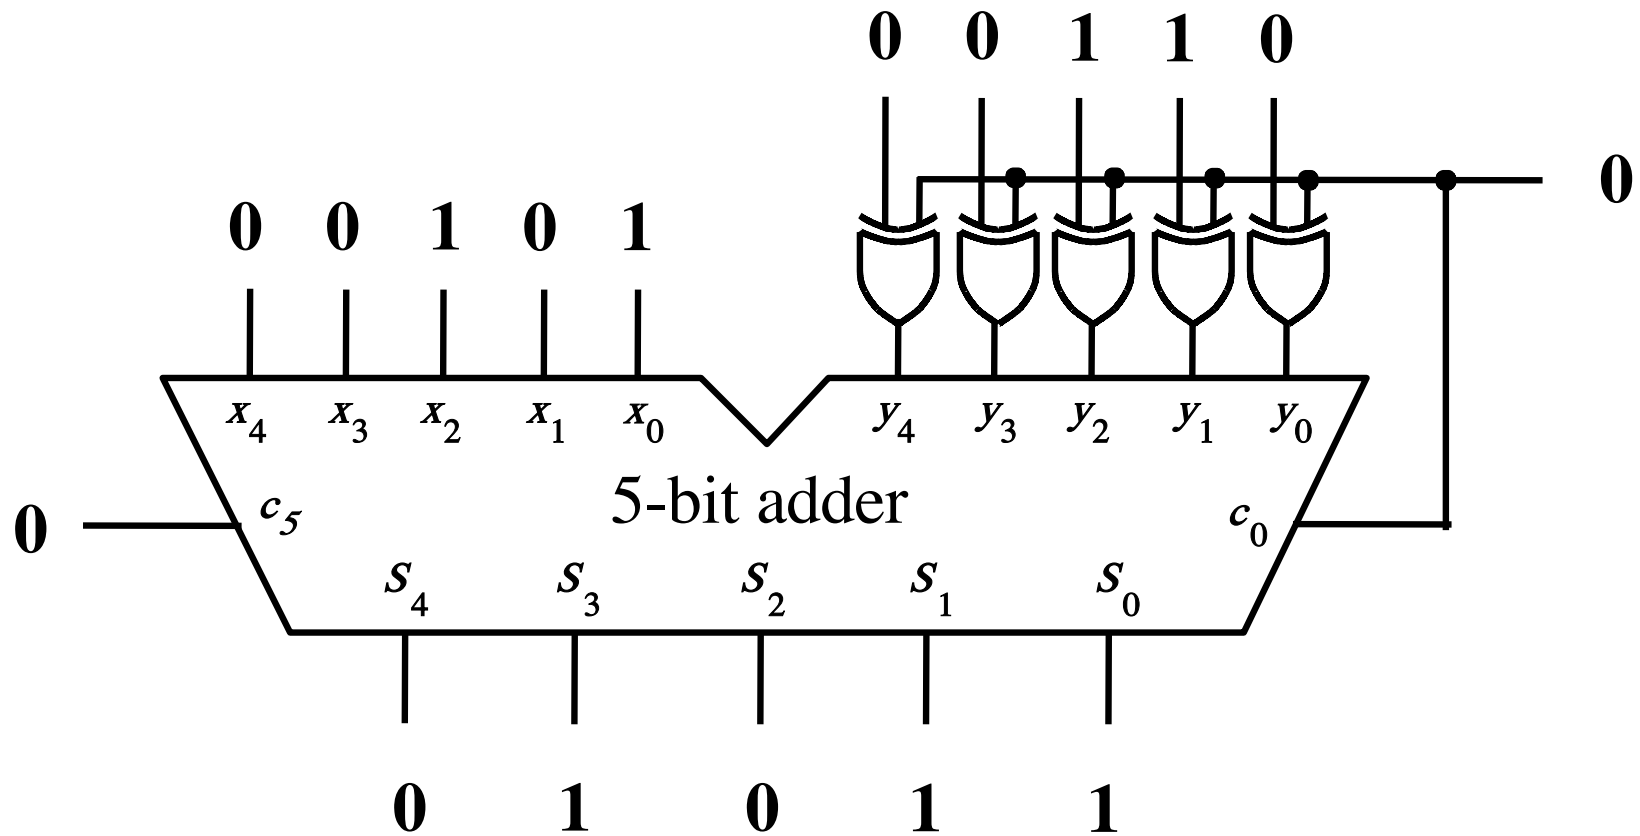 0 0 1 1 0
0
0 0 1 0 1
x4 x3 x2 x1 x0 y4 y3 y2 y1 y0
5-bit adder
0 c5 c0
S4 S3 S2 S1 S0
0 1 0 1 1